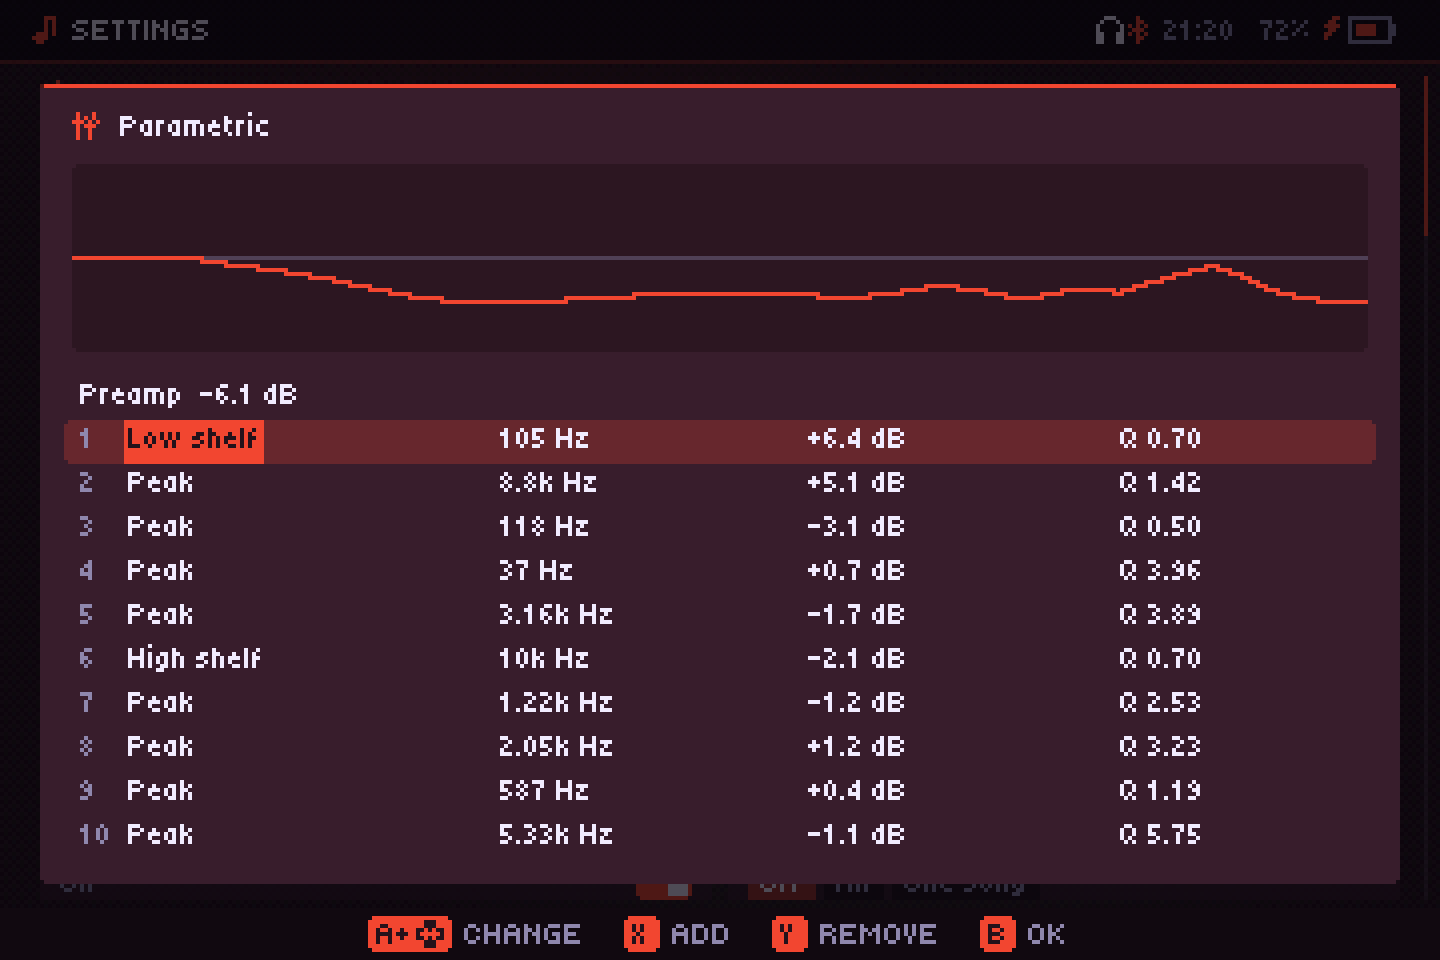 SETTINGS 21:20 72%
Parametric
Preamp -6.1 dB
1 Low shelf 105 Hz +6.4 dB Q 0.70
2 Peak 8.8k Hz +5.1 dB Q 1.42
3 Peak 118 Hz -3.1 dB Q 0.50
4 Peak 37 Hz +0.7 dB Q 3.96
5 Peak 3.16k Hz -1.7 dB Q 3.89
6 High shelf 10k Hz -2.1 dB Q 0.70
7 Peak 1.22k Hz -1.2 dB Q 2.53
8 Peak 2.05k Hz +1.2 dB Q 3.23
9 Peak 587 Hz +0.4 dB Q 1.19
10 Peak 5.33k Hz -1.1 dB Q 5.75
A+ CHANGE X ADD Y REMOVE B OK